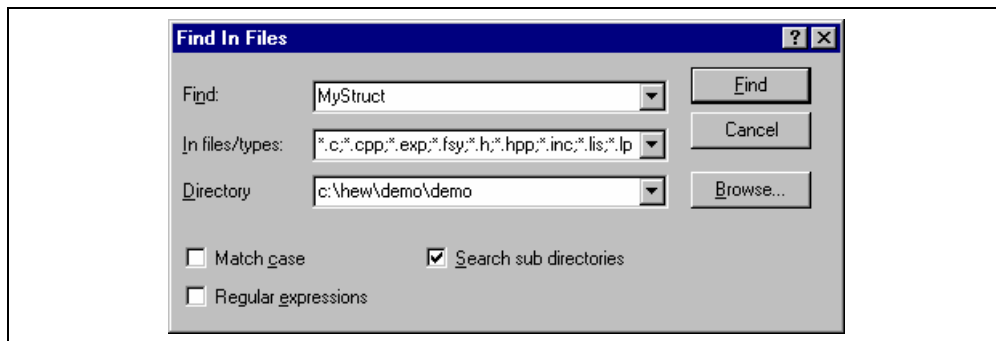 Find In Files
Find:
MyStruct
Find
In files/types:
*.c;*.cpp;*.exp;*.fsy;*.h;*.hpp;*.inc;*.lis;*.lp
Cancel
Directory
c:\hew\demo\demo
Browse...
Match case
Search sub directories
Regular expressions